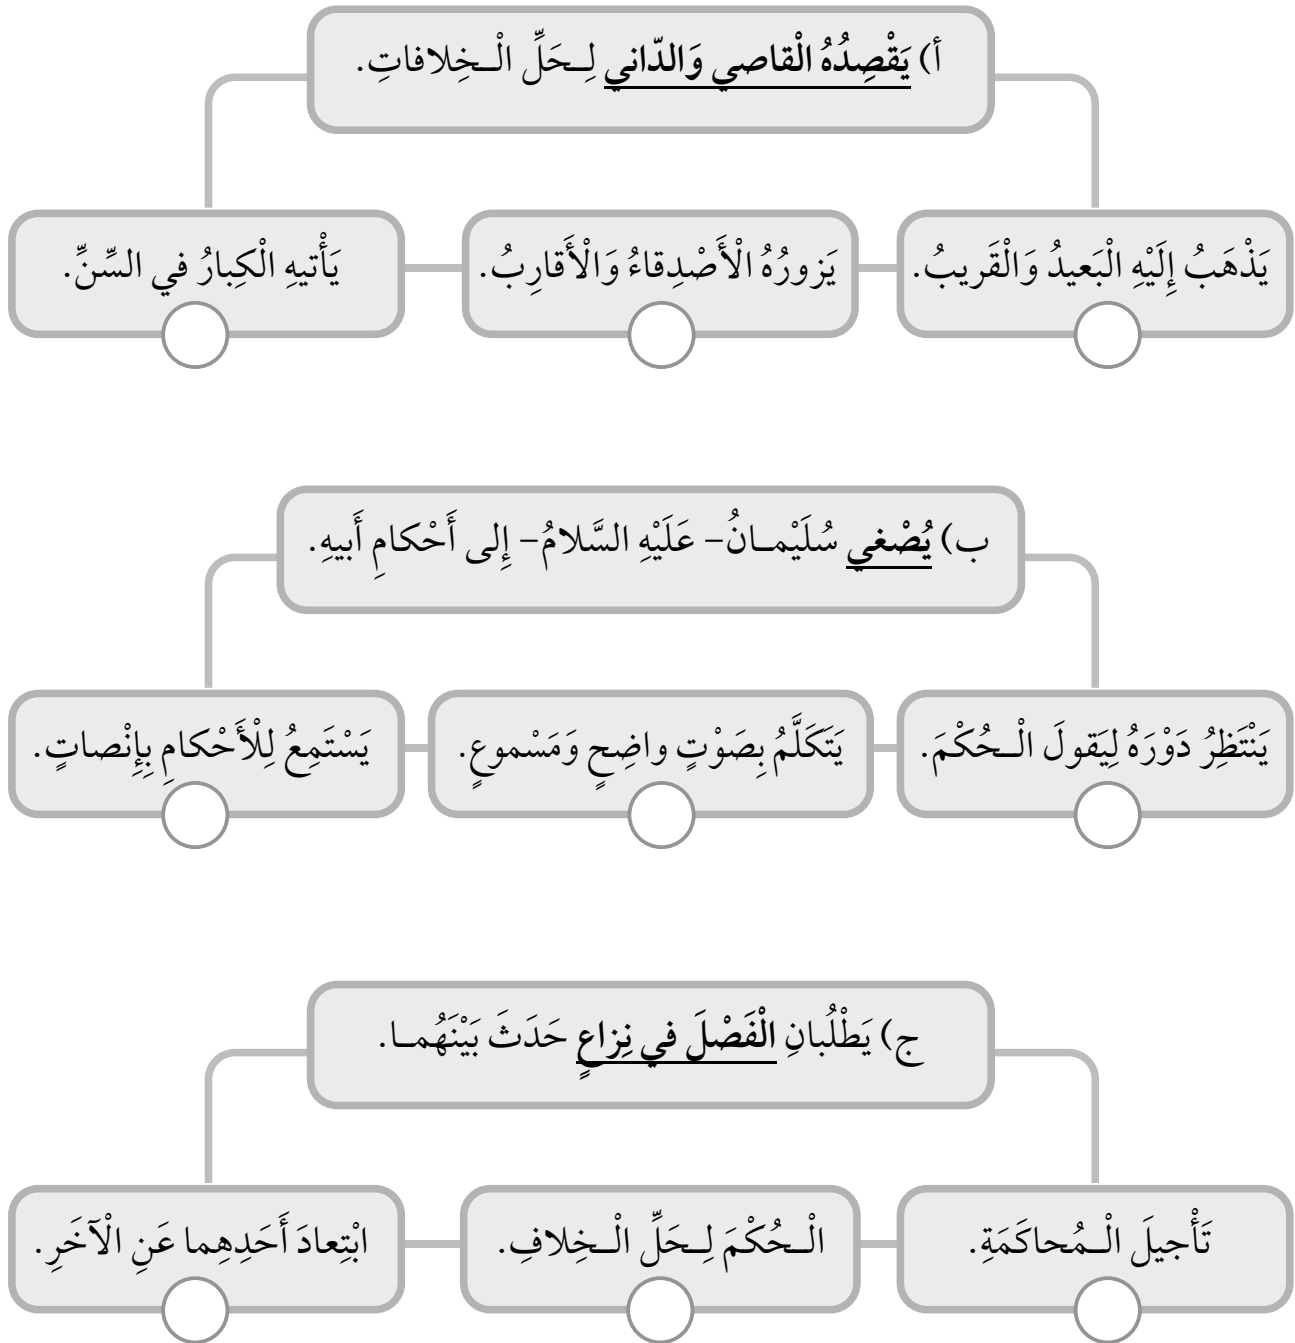 أ) يَقْصِدُهُ الْقاصي وَالدّاني لِـحَلِّ الْـخِلافاتِ.
يَذْهَبُ إِلَيْهِ الْبَعيدُ وَالْقَريبُ.
يَزورُهُ الْأَصْدِقاءُ وَالْأَقارِبُ.
يَأْتيهِ الْكِبارُ في السِّنِّ.
ب) يُصْغي سُلَيْمـانُ- عَلَيْهِ السَّلامُ- إِلى أَحْكامِ أَبيهِ.
يَنْتَظِرُ دَوْرَهُ لِيَقولَ الْـحُكْمَ.
يَتَكَلَّمُ بِصَوْتٍ واضِحٍ وَمَسْموعٍ.
يَسْتَمِعُ لِلْأَحْكامِ بِإِنْصاتٍ.
ج) يَطْلُبانِ الْفَصْلَ في نِزاعٍ حَدَثَ بَيْنَهُمـا.
تَأْجيلَ الْـمُحاكَمَةِ.
الْـحُكْمَ لِـحَلِّ الْـخِلافِ.
ابْتِعادَ أَحَدِهِما عَنِ الْآخَرِ.